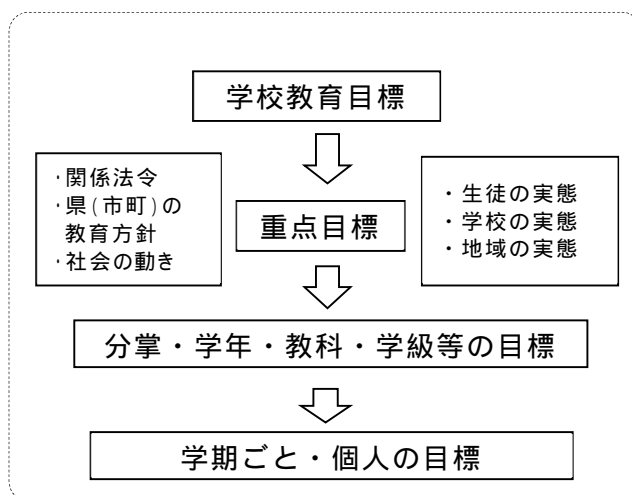 学校教育目標
・関係法令
・県(市町)の
教育方針
・社会の動き
重点目標
・生徒の実態
・学校の実態
・地域の実態
分掌・学年・教科・学級等の目標
学期ごと・個人の目標